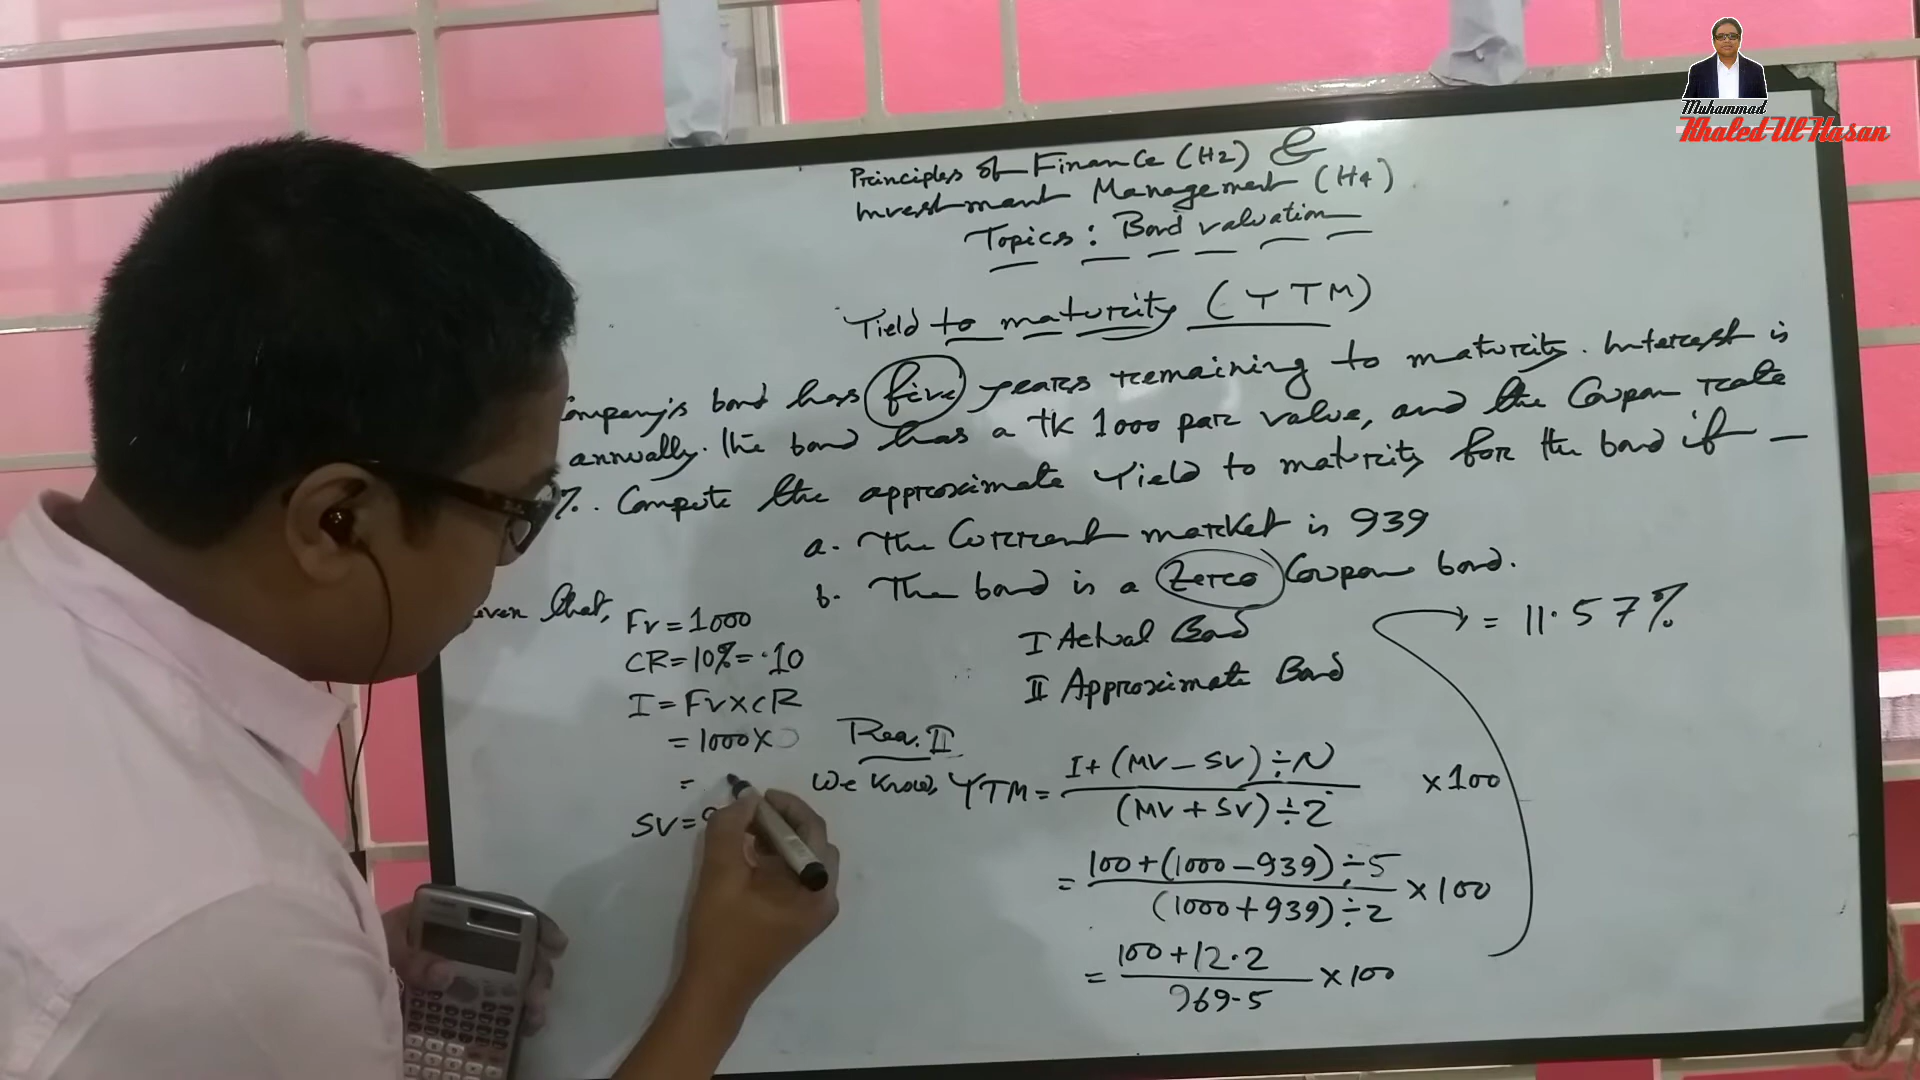 Principles of Finance (H2) &
Investment Management (H4)
Topics: Bond valuation
Yield to maturity (YTM)
company's bond has five years remaining to maturity. Interest is
annually. The bond has a TK 1000 par value, and the Coupon rate
%. Compute the approximate Yield to maturity for the bond if -
a. The Current market is 939
b. The bond is a Zero Coupon bond.
that,
FV = 1000
CR = 10% = .10
I = FV x CR
= 1000 x
=
SV =
I Actual Bond
II Approximate Bond
= 11.57%
Req. II
We know, YTM = I + (MV - SV) ÷ N
(MV + SV) ÷ 2
x 100
= 100 + (1000 - 939) ÷ 5
(1000 + 939) ÷ 2
x 100
= 100 + 12.2
969.5
x 100
Muhammad
Khaled-Ul-Hasan